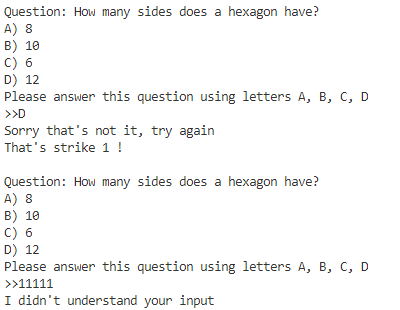 Question: How many sides does a hexagon have?
A) 8
B) 10
C) 6
D) 12
Please answer this question using letters A, B, C, D
>>D
Sorry that's not it, try again
That's strike 1 !
Question: How many sides does a hexagon have?
A) 8
B) 10
C) 6
D) 12
Please answer this question using letters A, B, C, D
>>11111
I didn't understand your input